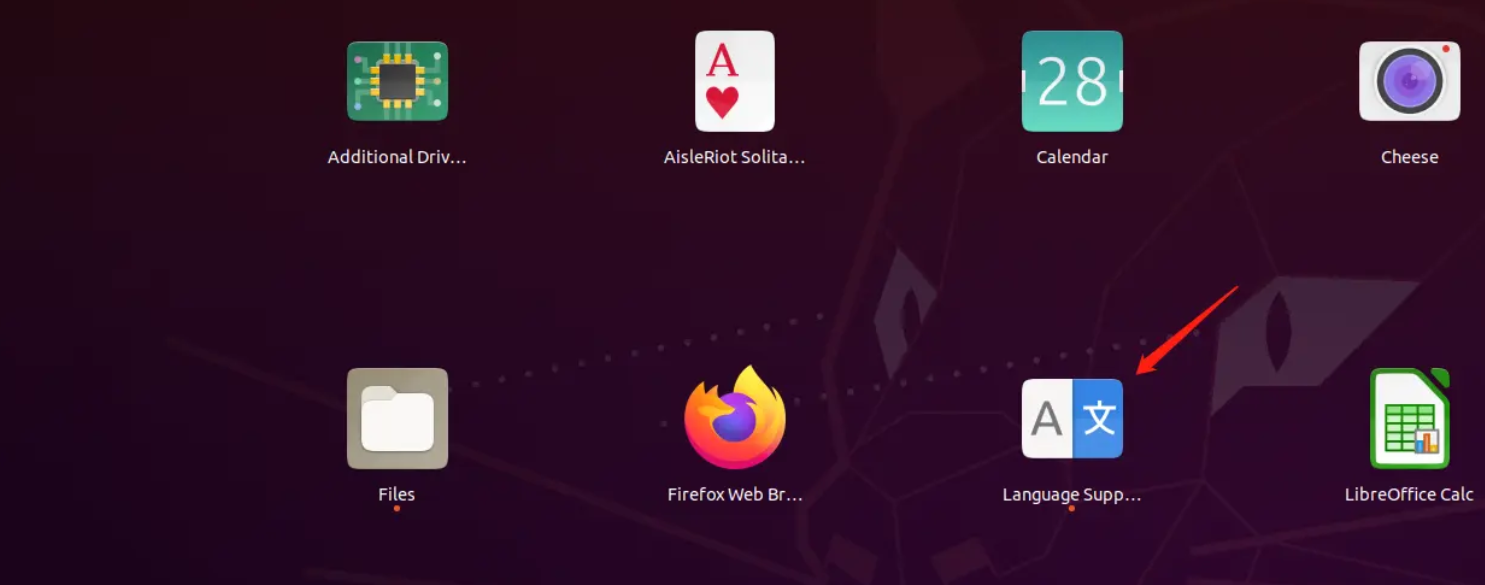 A
28
Additional Driv...
AisleRiot Solita...
Calendar
Cheese
A 文
Files
Firefox Web Br...
Language Supp...
LibreOffice Calc